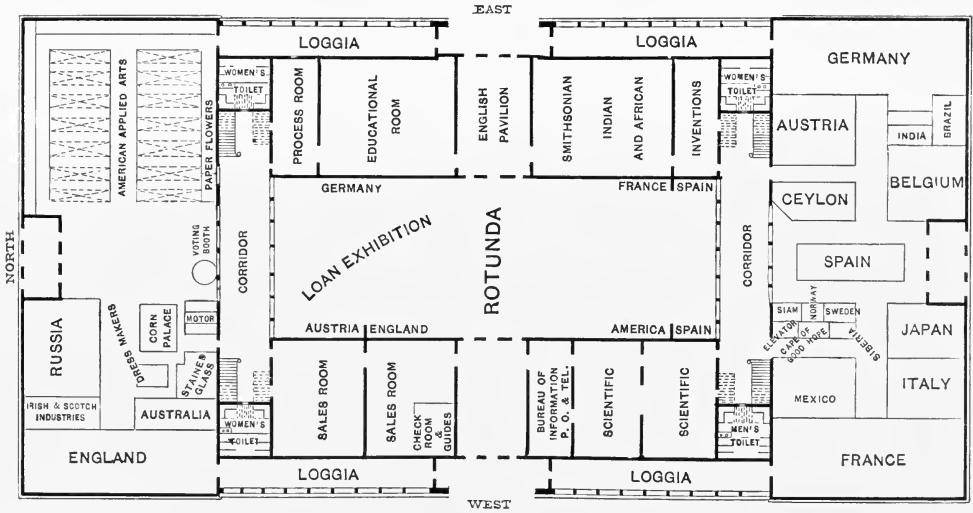 EAST
NORTH
AMERICAN APPLIED ARTS
PAPER FLOWERS
VOTING
BOOTH
RUSSIA
DRESS MAKERS
CORN
PALACE
MOTOR
STAINED
GLASS
IRISH & SCOTCH
INDUSTRIES
AUSTRALIA
ENGLAND
LOGGIA
WOMEN'S
TOILET
PROCESS ROOM
EDUCATIONAL
ROOM
ENGLISH
PAVILION
LOGGIA
SMITHSONIAN
INDIAN
AND AFRICAN
INVENTIONS
WOMEN'S
TOILET
CORRIDOR
GERMANY
FRANCE
SPAIN
LOAN EXHIBITION
ROTUNDA
AUSTRIA
ENGLAND
AMERICA
SPAIN
CORRIDOR
WOMEN'S
TOILET
SALES ROOM
SALES ROOM
CHECK
ROOM
&
GUIDES
BUREAU OF
INFORMATION
P. O. & TEL.
SCIENTIFIC
SCIENTIFIC
MEN'S
TOILET
LOGGIA
LOGGIA
GERMANY
AUSTRIA
INDIA
BRAZIL
BELGIUM
CEYLON
SPAIN
SIAM
NORWAY
SWEDEN
ELEVATOR
CAPE OF
GOOD HOPE
SIBERIA
JAPAN
MEXICO
ITALY
FRANCE
WEST